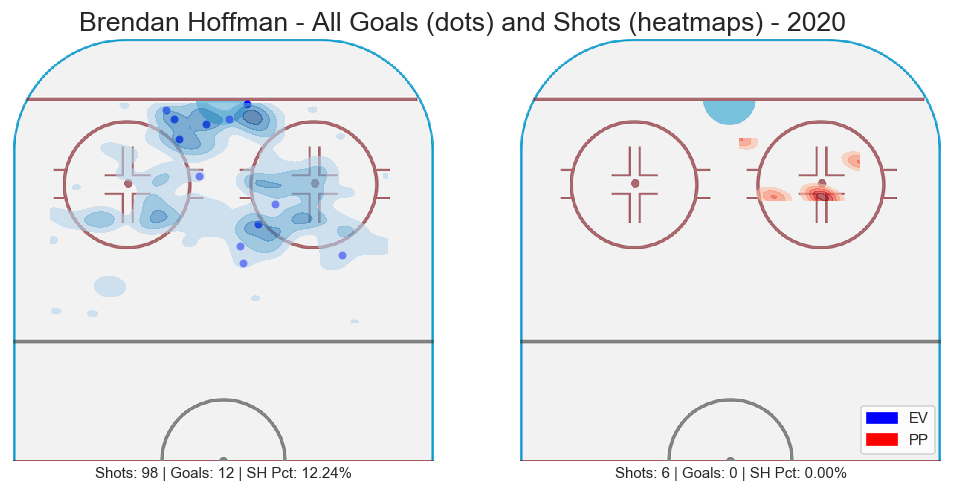 Brendan Hoffman - All Goals (dots) and Shots (heatmaps) - 2020
EV
PP
Shots: 98 | Goals: 12 | SH Pct: 12.24%
Shots: 6 | Goals: 0 | SH Pct: 0.00%